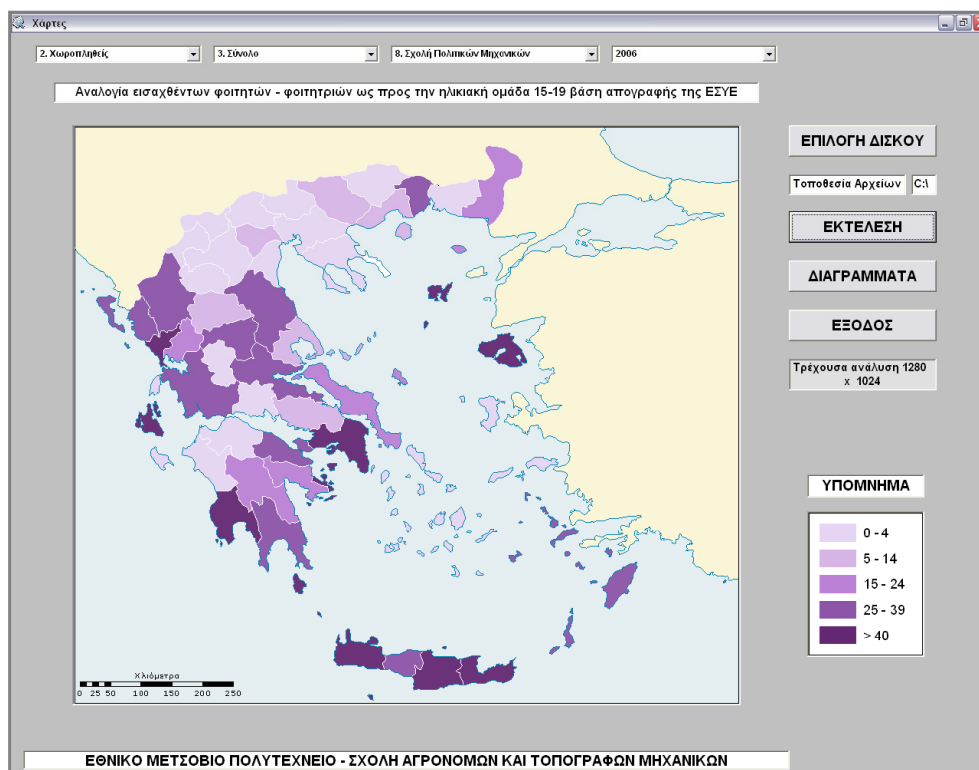 Χάρτες
2. Χωροπληθείς 3. Σύνολο 8. Σχολή Πολιτικών Μηχανικών 2006
Αναλογία εισαχθέντων φοιτητών - φοιτητριών ως προς την ηλικιακή ομάδα 15-19 βάση απογραφής της ΕΣΥΕ
ΕΠΙΛΟΓΗ ΔΙΣΚΟΥ
Τοποθεσία Αρχείων C:\
ΕΚΤΕΛΕΣΗ
ΔΙΑΓΡΑΜΜΑΤΑ
ΕΞΟΔΟΣ
Τρέχουσα ανάλυση 1280
x 1024
ΥΠΟΜΝΗΜΑ
0 - 4
5 - 14
15 - 24
25 - 39
> 40
Χλιόμετρα
0 25 50 100 150 200 250
ΕΘΝΙΚΟ ΜΕΤΣΟΒΙΟ ΠΟΛΥΤΕΧΝΕΙΟ - ΣΧΟΛΗ ΑΓΡΟΝΟΜΩΝ ΚΑΙ ΤΟΠΟΓΡΑΦΩΝ ΜΗΧΑΝΙΚΩΝ